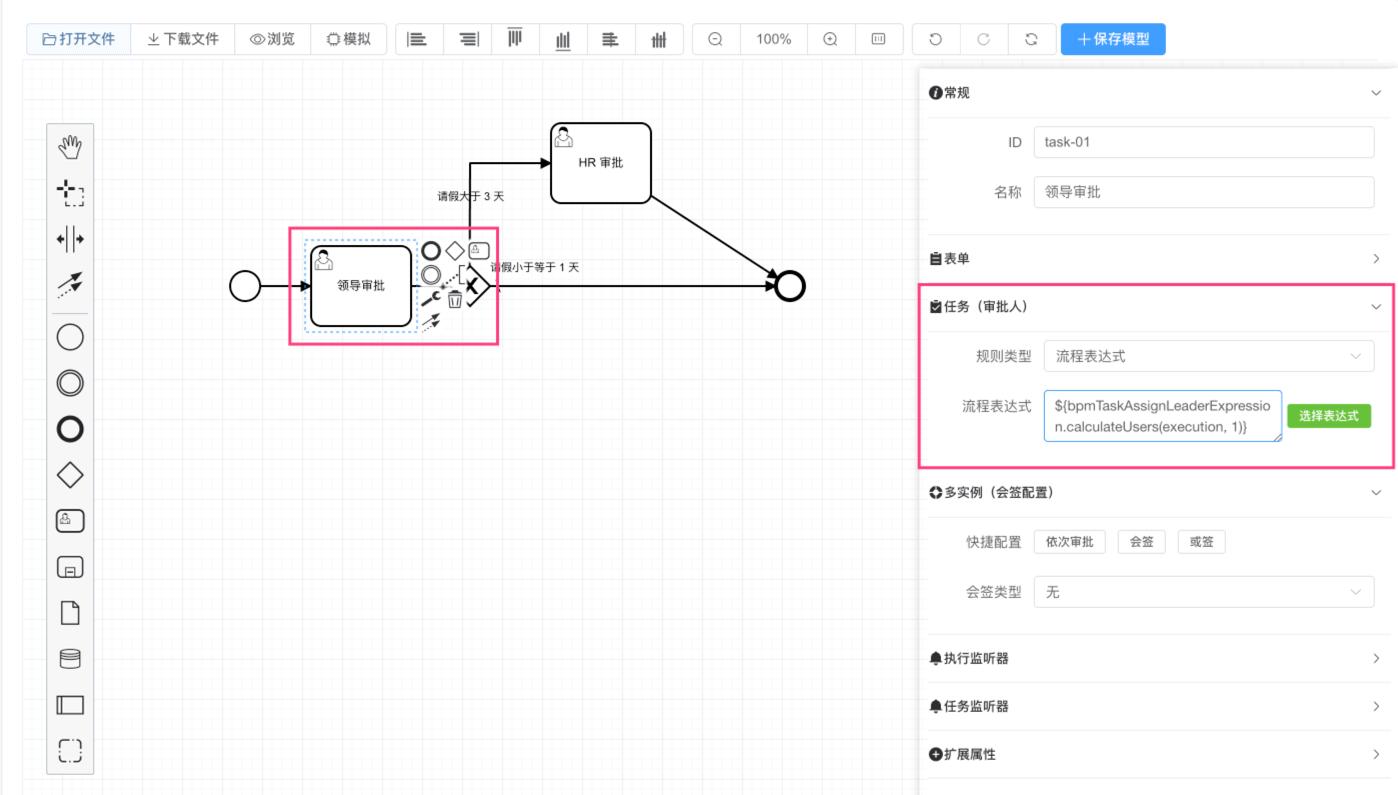 打开文件 下载文件 浏览 模拟 100% 保存模型
常规
ID task-01
名称 领导审批
表单
任务（审批人）
规则类型 流程表达式
流程表达式 ${bpmTaskAssignLeaderExpressio
n.calculateUsers(execution, 1)}
选择表达式
多实例（会签配置）
快捷配置 依次审批 会签 或签
会签类型 无
执行监听器
任务监听器
扩展属性
HR 审批
请假大于 3 天
请假小于等于 1 天
领导审批